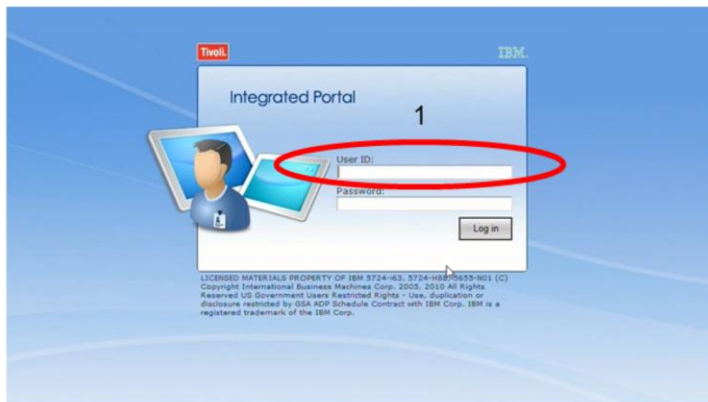 Tivoli.
IBM.
Integrated Portal
1
User ID:
Password:
Log in
LICENSED MATERIALS PROPERTY OF IBM 5724-I63, 5724-H88, 5655-N01 (C)
Copyright International Business Machines Corp. 2005, 2010 All Rights
Reserved US Government Users Restricted Rights - Use, duplication or
disclosure restricted by GSA ADP Schedule Contract with IBM Corp. IBM is a
registered trademark of the IBM Corp.